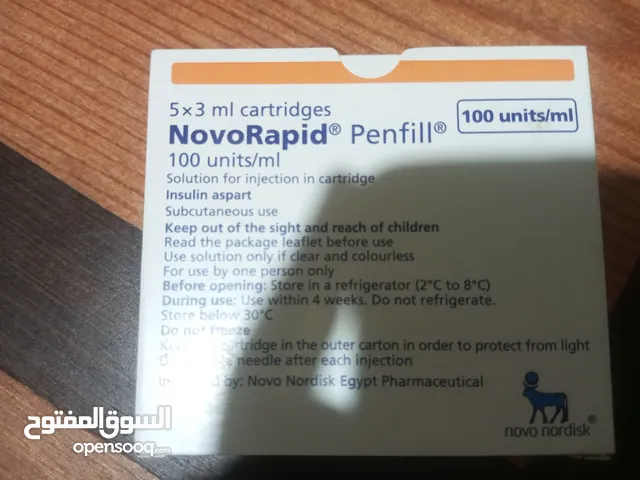 5×3 ml cartridges
NovoRapid® Penfill®
100 units/ml
100 units/ml
Solution for injection in cartridge
Insulin aspart
Subcutaneous use
Keep out of the sight and reach of children
Read the package leaflet before use
Use solution only if clear and colourless
For use by one person only
Before opening: Store in a refrigerator (2°C to 8°C)
During use: Use within 4 weeks. Do not refrigerate.
Store below 30°C
Do not freeze
cartridge in the outer carton in order to protect from light
needle after each injection
by: Novo Nordisk Egypt Pharmaceutical
novo nordisk®
السوق المفتوح
opensooq.com